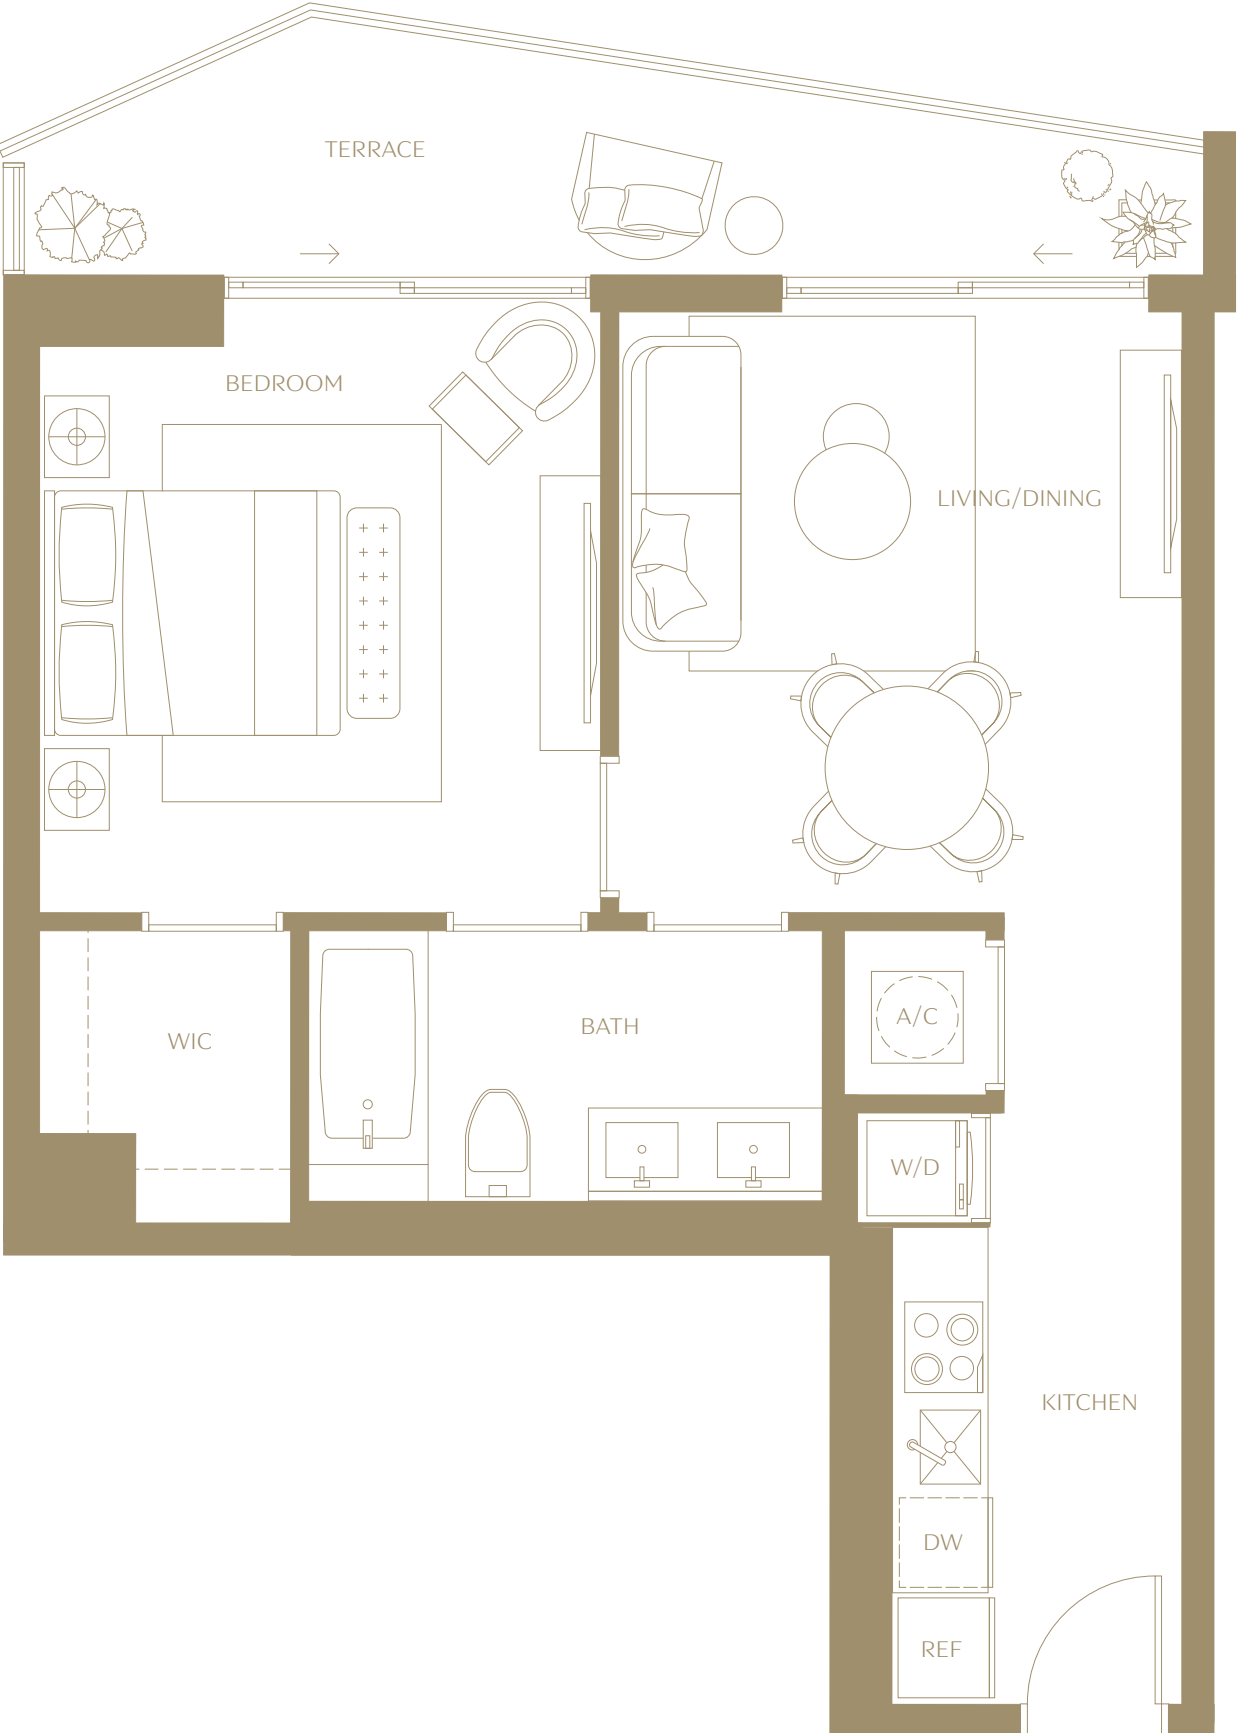 TERRACE
BEDROOM
LIVING/DINING
WIC
BATH
A/C
W/D
KITCHEN
DW
REF